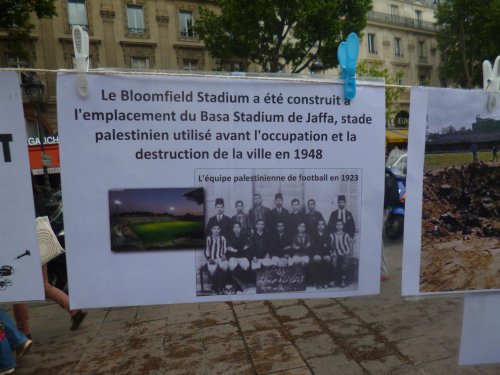 Le Bloomfield Stadium a été construit à
l'emplacement du Basa Stadium de Jaffa, stade
palestinien utilisé avant l'occupation et la
destruction de la ville en 1948
L'équipe palestinienne de football en 1923